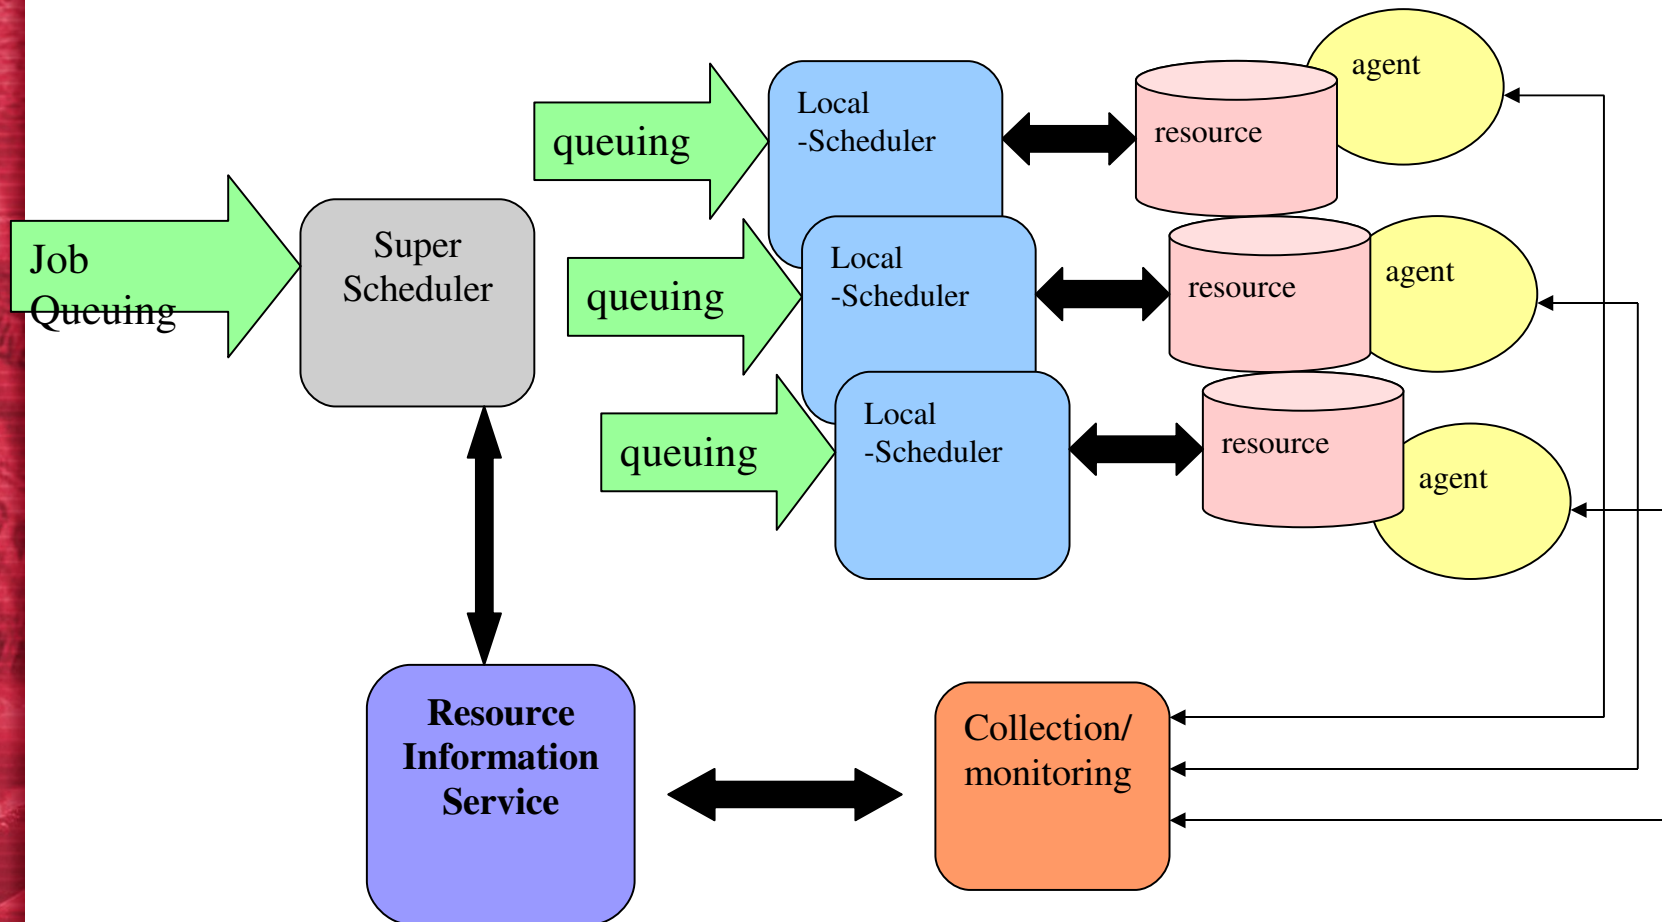 Job
Queuing
Super
Scheduler
queuing
Local
-Scheduler
resource
agent
queuing
Local
-Scheduler
resource
agent
queuing
Local
-Scheduler
resource
agent
Resource
Information
Service
Collection/
monitoring